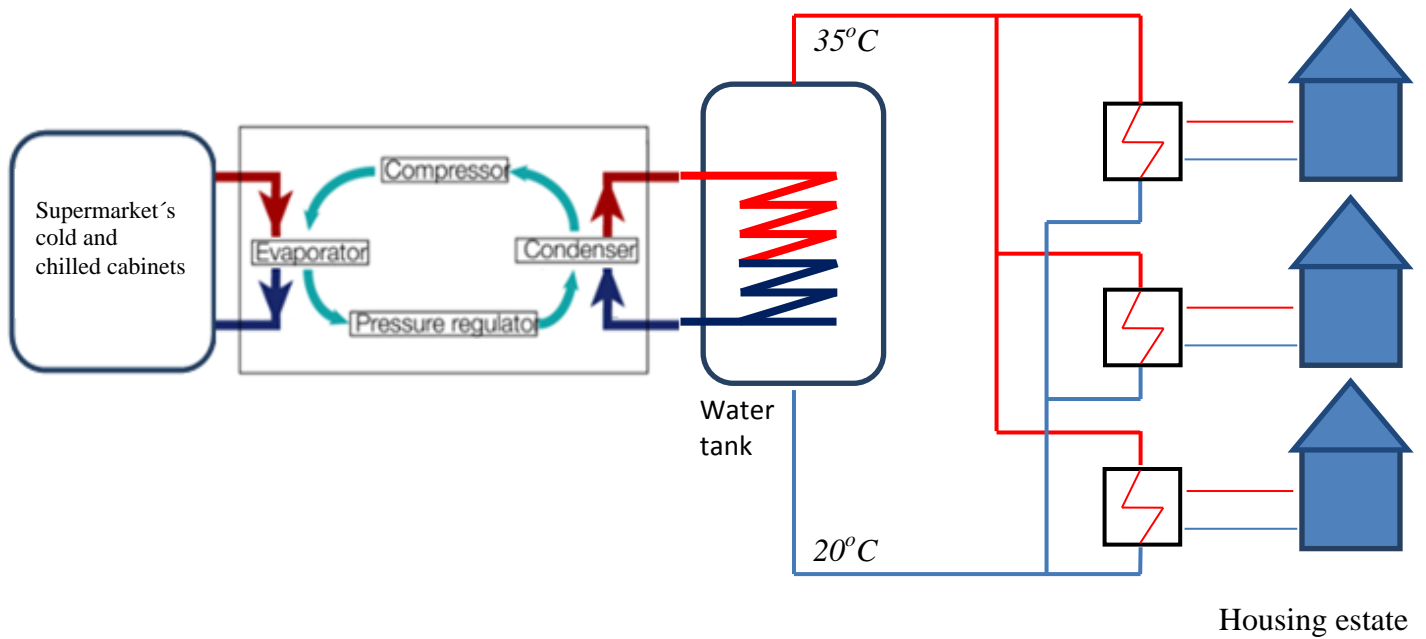 35°C
Compressor
Supermarket´s
cold and
chilled cabinets
Evaporator
Condenser
Pressure regulator
Water
tank
20°C
Housing estate